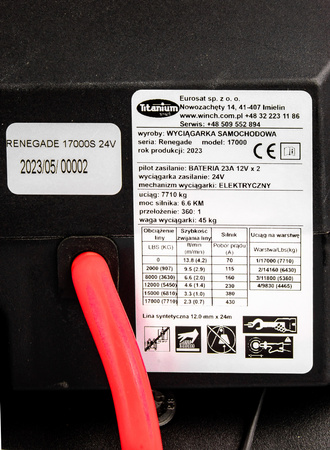 Titanium
WINCH
Eurosat sp. z o. o.
Nowozachęty 14, 41-407 Imielin
www.winch.com.pl +48 32 223 11 86
Serwis: +48 509 552 894
wyroby: WYCIĄGARKA SAMOCHODOWA
seria: Renegade model: 17000
rok produkcji: 2023
CE
pilot zasilanie: BATERIA 23A 12V x 2
wyciągarka zasilanie: 24V
mechanizm wyciągarki: ELEKTRYCZNY
uciąg: 7710 kg
moc silnika: 6.6 KM
przełożenie: 360: 1
waga wyciągarki: 45 kg
Obciążenie liny Szybkość zwijania liny Silnik Uciąg na warstwę
LBS (KG) ft/min (m/min) Pobór prądu (A) Warstwa/Lbs(kg)
0 13.8 (4.2) 70 1/17000 (7710)
2000 (907) 9.5 (2.9) 115 2/14160 (6430)
8000 (3630) 6.6 (2.0) 160 3/11800 (5360)
12000 (5450) 4.6 (1.4) 230 4/9830 (4465)
15000 (6810) 3.3 (1.0) 380
17000 (7710) 2.3 (0.7) 430
Lina syntetyczna 12.0 mm x 24m
RENEGADE 17000S 24V
2023/05/ 00002